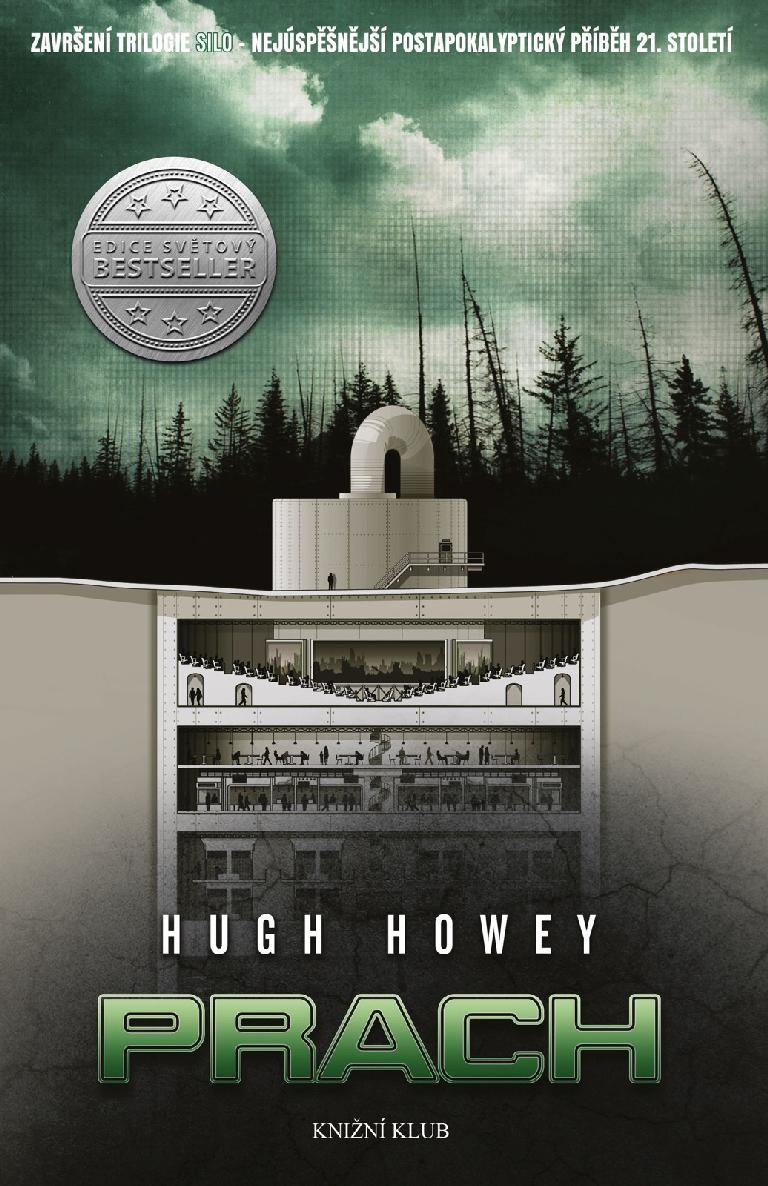 ZAVRŠENÍ TRILOGIE SILO - NEJÚSPĚŠNĚJŠÍ POSTAPOKALYPTICKÝ PŘÍBĚH 21. STOLETÍ
EDICE SVĚTOVÝ
BESTSELLER
HUGH HOWEY
PRACH
KNIŽNÍ KLUB